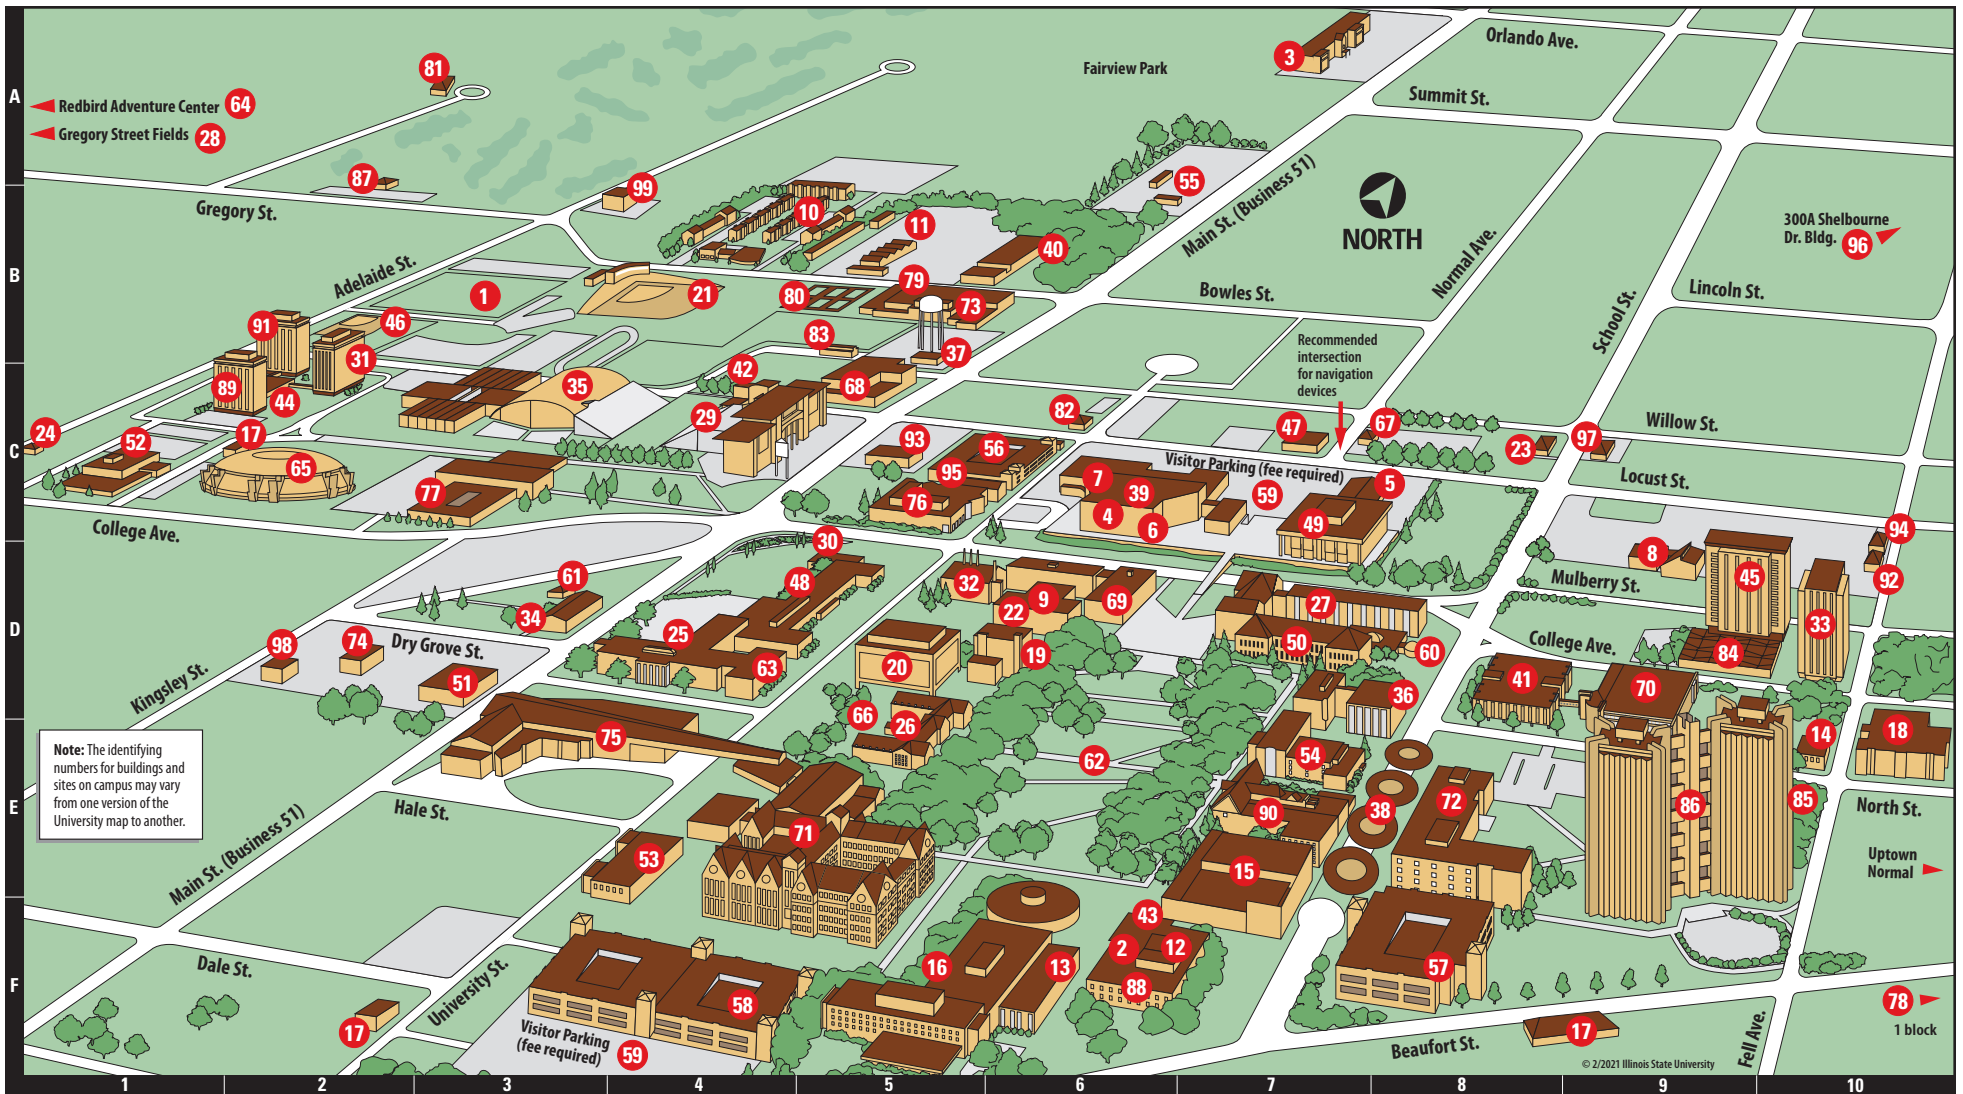 A
B
C
D
E
F
1
2
3
4
5
6
7
8
9
10
Redbird Adventure Center 64
Gregory Street Fields 28
81
87
99
Fairview Park
3
Orlando Ave.
Summit St.
55
Main St. (Business 51)
NORTH
Normal Ave.
School St.
300A Shelbourne
Dr. Bldg. 96
Gregory St.
Adelaide St.
10
11
40
1
21
80
79
73
Bowles St.
Lincoln St.
91
46
31
83
37
Recommended
intersection
for navigation
devices
89
44
35
42
68
29
82
47
67
23
97
Willow St.
Locust St.
24
52
17
65
77
93
56
95
76
7
39
4
6
Visitor Parking (fee required)
59
5
49
College Ave.
30
61
48
34
25
63
32
22
9
69
27
50
60
8
45
94
92
Mulberry St.
College Ave.
33
84
98
74
Dry Grove St.
51
Kingsley St.
20
19
36
41
70
66
26
75
62
54
14
18
Note: The identifying
numbers for buildings and
sites on campus may vary
from one version of the
University map to another.
Hale St.
Main St. (Business 51)
71
53
90
38
72
86
85
North St.
Uptown
Normal
15
43
2
12
88
16
13
57
58
Dale St.
University St.
17
Visitor Parking
(fee required) 59
Beaufort St.
17
Fell Ave.
78
1 block
© 2/2021 Illinois State University